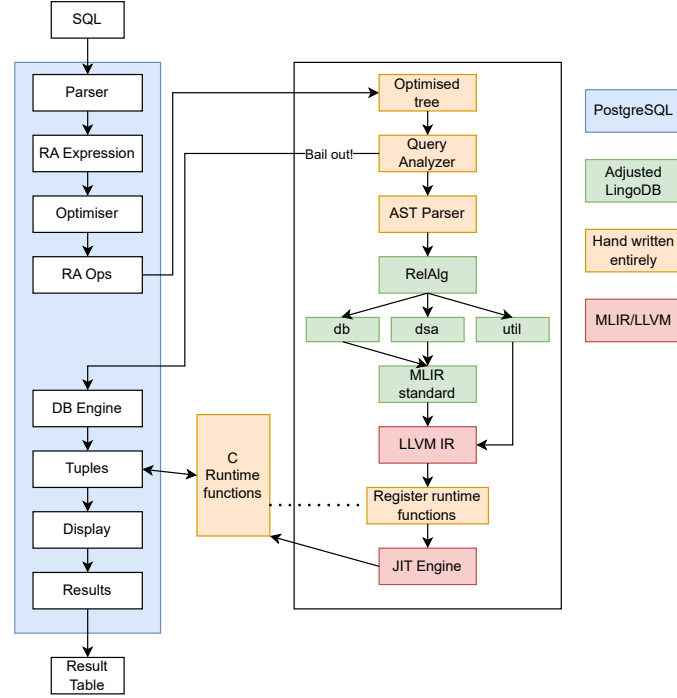 SQL
Parser
RA Expression
Optimiser
RA Ops
DB Engine
Tuples
Display
Results
Result
Table
C
Runtime
functions
Bail out!
Optimised
tree
Query
Analyzer
AST Parser
RelAlg
db
dsa
util
MLIR
standard
LLVM IR
Register runtime
functions
JIT Engine
PostgreSQL
Adjusted
LingoDB
Hand written
entirely
MLIR/LLVM